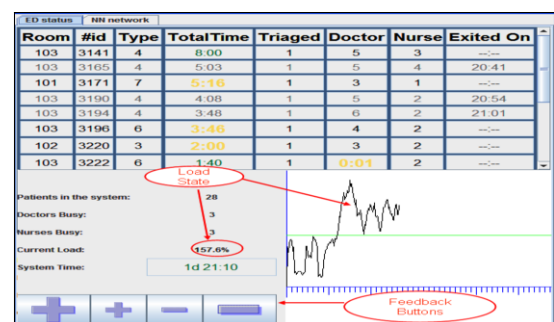 ED status NN network
Room #id Type TotalTime Triaged Doctor Nurse Exited On
103 3141 4 8:00 1 5 3 --:--
103 3165 4 5:03 1 5 4 20:41
101 3171 7 5:16 1 3 1 --:--
103 3190 4 4:08 1 5 2 20:54
103 3194 4 3:48 1 6 2 21:01
103 3196 6 3:46 1 4 2 --:--
102 3220 3 2:00 1 3 2 --:--
103 3222 6 1:40 1 0:01 2 --:--
Load
State
Patients in the system: 28
Doctors Busy: 3
Nurses Busy: 3
Current Load: 157.6%
System Time: 1d 21:10
Feedback
Buttons